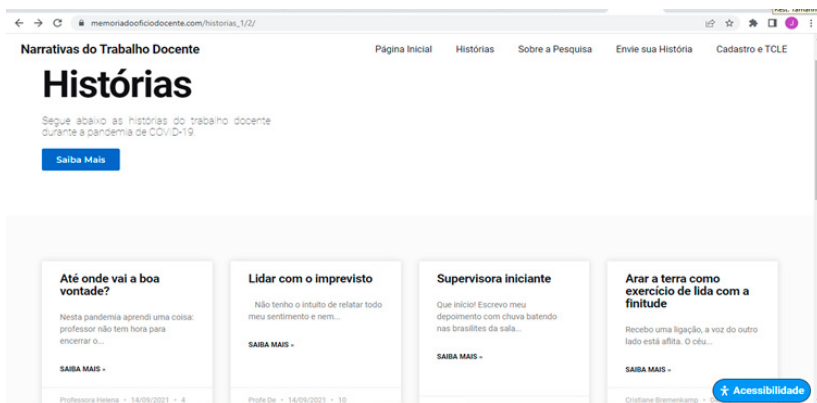 memoriadooficiodocente.com/historias_1/2/
Narrativas do Trabalho Docente
Página Inicial
Histórias
Sobre a Pesquisa
Envie sua História
Cadastro e TCLE
Histórias
Segue abaixo as histórias do trabalho docente
durante a pandemia de COVID-19.
Saiba Mais
Até onde vai a boa
vontade?
Nesta pandemia aprendi uma coisa:
professor não tem hora para
encerrar o...
SAIBA MAIS »
Professora Helena • 14/09/2021 • 4
Lidar com o imprevisto
Não tenho o intuito de relatar todo
meu sentimento e nem...
SAIBA MAIS »
Profe De • 14/09/2021 • 10
Supervisora iniciante
Que início! Escrevo meu
depoimento com chuva batendo
nas brasilites da sala...
SAIBA MAIS »
Arar a terra como
exercício de lida com a
finitude
Recebo uma ligação, a voz do outro
lado está aflita. O céu...
SAIBA MAIS »
Cristiane Bremenkamp •
Acessibilidade